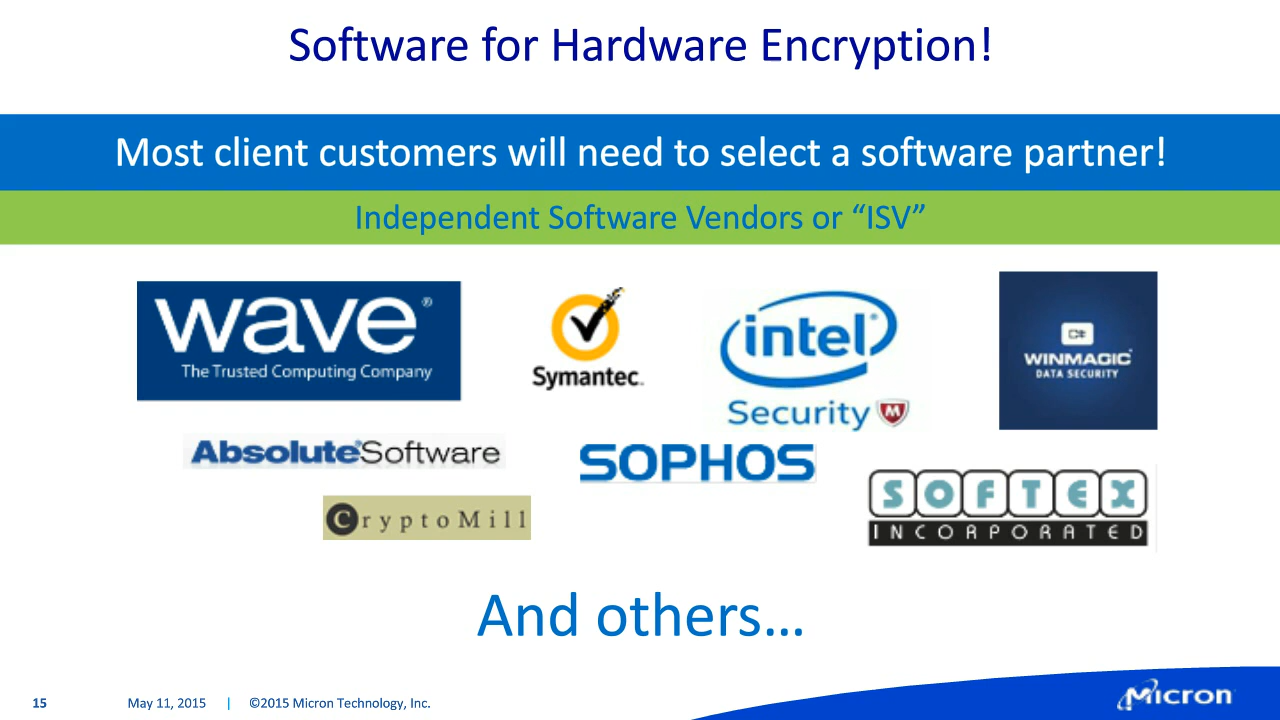 Software for Hardware Encryption!
Most client customers will need to select a software partner!
Independent Software Vendors or “ISV”
wave®
The Trusted Computing Company
Symantec.
intel®
Security
M
WINMAGIC®
DATA SECURITY
Absolute®Software
SOPHOS
CryptoMill
SOFTEX
INCORPORATED
And others…
15
May 11, 2015 | ©2015 Micron Technology, Inc.
Micron